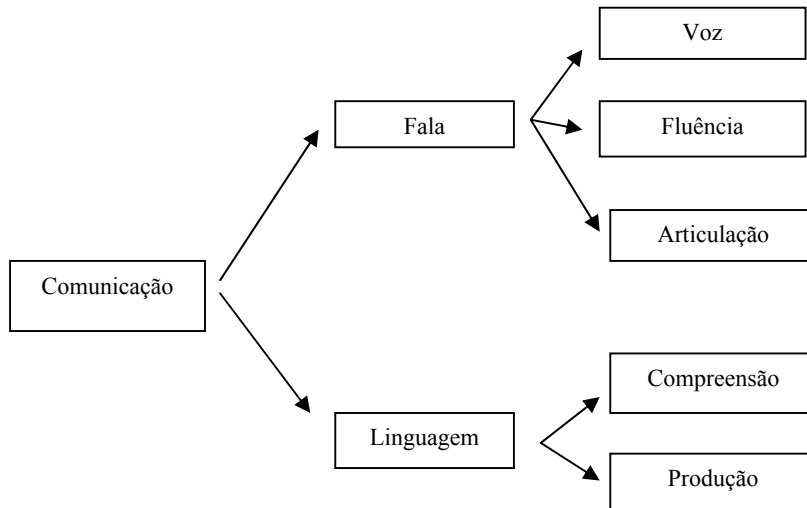 Voz
Fala
Fluência
Articulação
Comunicação
Compreensão
Linguagem
Produção